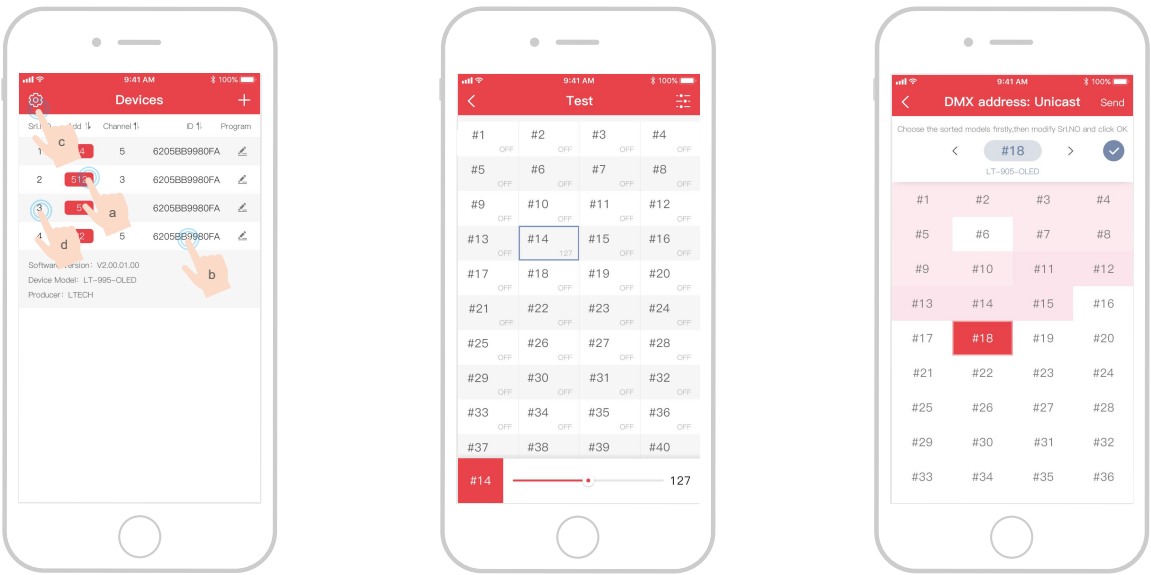 9:41 AM
100%
Devices
Add
Channel
ID
Program
1
5
6205BB9980FA
2
513
3
6205BB9980FA
3
5
6205BB9980FA
4
2
5
6205BB9980FA
c
a
d
b
V2.00.01.00
Device Model: LT-995-OLED
Producer: LTECH
9:41 AM
100%
Test
#1 #2 #3 #4
OFF OFF OFF OFF
#5 #6 #7 #8
OFF OFF OFF OFF
#9 #10 #11 #12
OFF OFF OFF OFF
#13 #14 #15 #16
OFF 127 OFF OFF
#17 #18 #19 #20
OFF OFF OFF OFF
#21 #22 #23 #24
OFF OFF OFF OFF
#25 #26 #27 #28
OFF OFF OFF OFF
#29 #30 #31 #32
OFF OFF OFF OFF
#33 #34 #35 #36
OFF OFF OFF OFF
#37 #38 #39 #40
#14 127
9:41 AM
100%
DMX address: Unicast Send
Choose the sorted models firstly,then modify Srl.NO and click OK
#18
LT-905-OLED
#1 #2 #3 #4
#5 #6 #7 #8
#9 #10 #11 #12
#13 #14 #15 #16
#17 #18 #19 #20
#21 #22 #23 #24
#25 #26 #27 #28
#29 #30 #31 #32
#33 #34 #35 #36